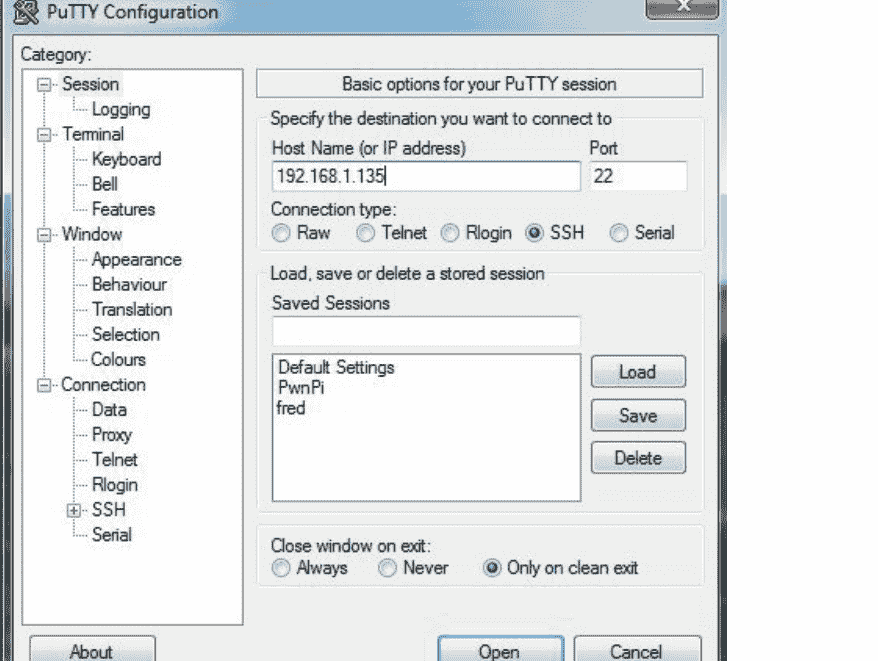 PuTTY Configuration
Category:
Session
Logging
Terminal
Keyboard
Bell
Features
Window
Appearance
Behaviour
Translation
Selection
Colours
Connection
Data
Proxy
Telnet
Rlogin
SSH
Serial
Basic options for your PuTTY session
Specify the destination you want to connect to
Host Name (or IP address) Port
192.168.1.135 22
Connection type:
Raw Telnet Rlogin SSH Serial
Load, save or delete a stored session
Saved Sessions
Default Settings
PwnPi
fred
Load
Save
Delete
Close window on exit:
Always Never Only on clean exit
About Open Cancel